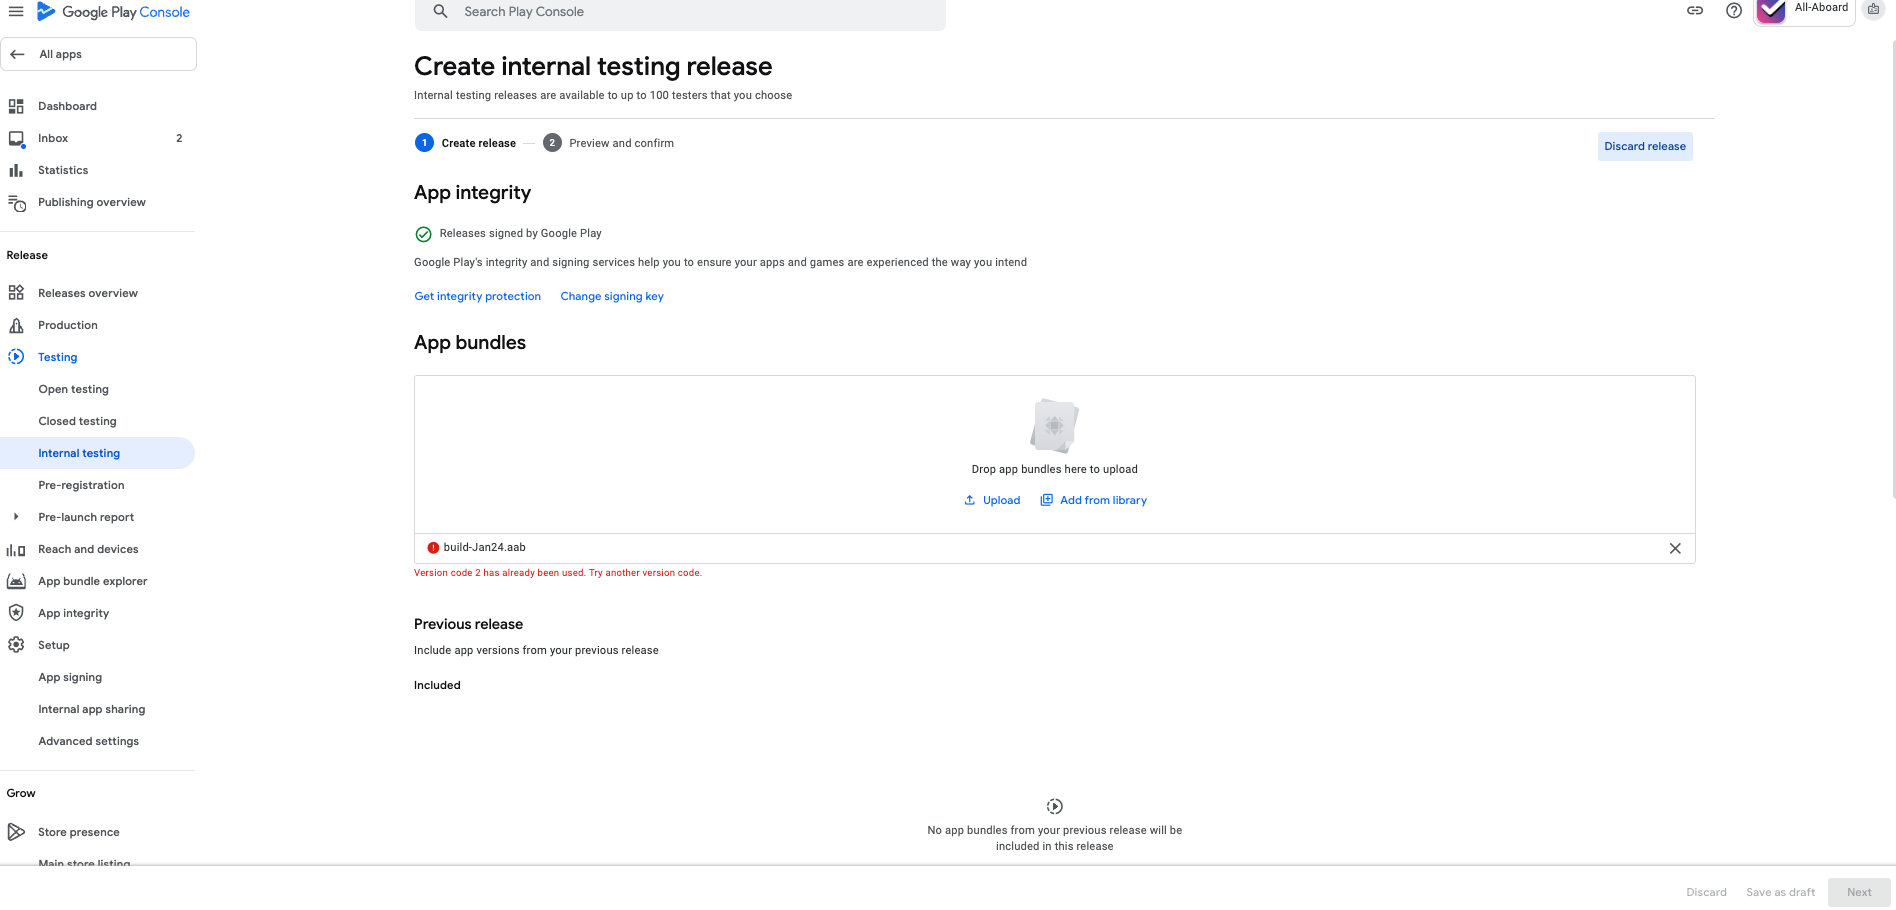 Google Play Console
Search Play Console
All-Aboard
All apps
Dashboard
Inbox 2
Statistics
Publishing overview
Release
Releases overview
Production
Testing
Open testing
Closed testing
Internal testing
Pre-registration
Pre-launch report
Reach and devices
App bundle explorer
App integrity
Setup
App signing
Internal app sharing
Advanced settings
Grow
Store presence
Main store listing
Create internal testing release
Internal testing releases are available to up to 100 testers that you choose
1 Create release 2 Preview and confirm
Discard release
App integrity
Releases signed by Google Play
Google Play's integrity and signing services help you to ensure your apps and games are experienced the way you intend
Get integrity protection Change signing key
App bundles
Drop app bundles here to upload
Upload Add from library
build-Jan24.aab
Version code 2 has already been used. Try another version code.
Previous release
Include app versions from your previous release
Included
No app bundles from your previous release will be
included in this release
Discard Save as draft Next